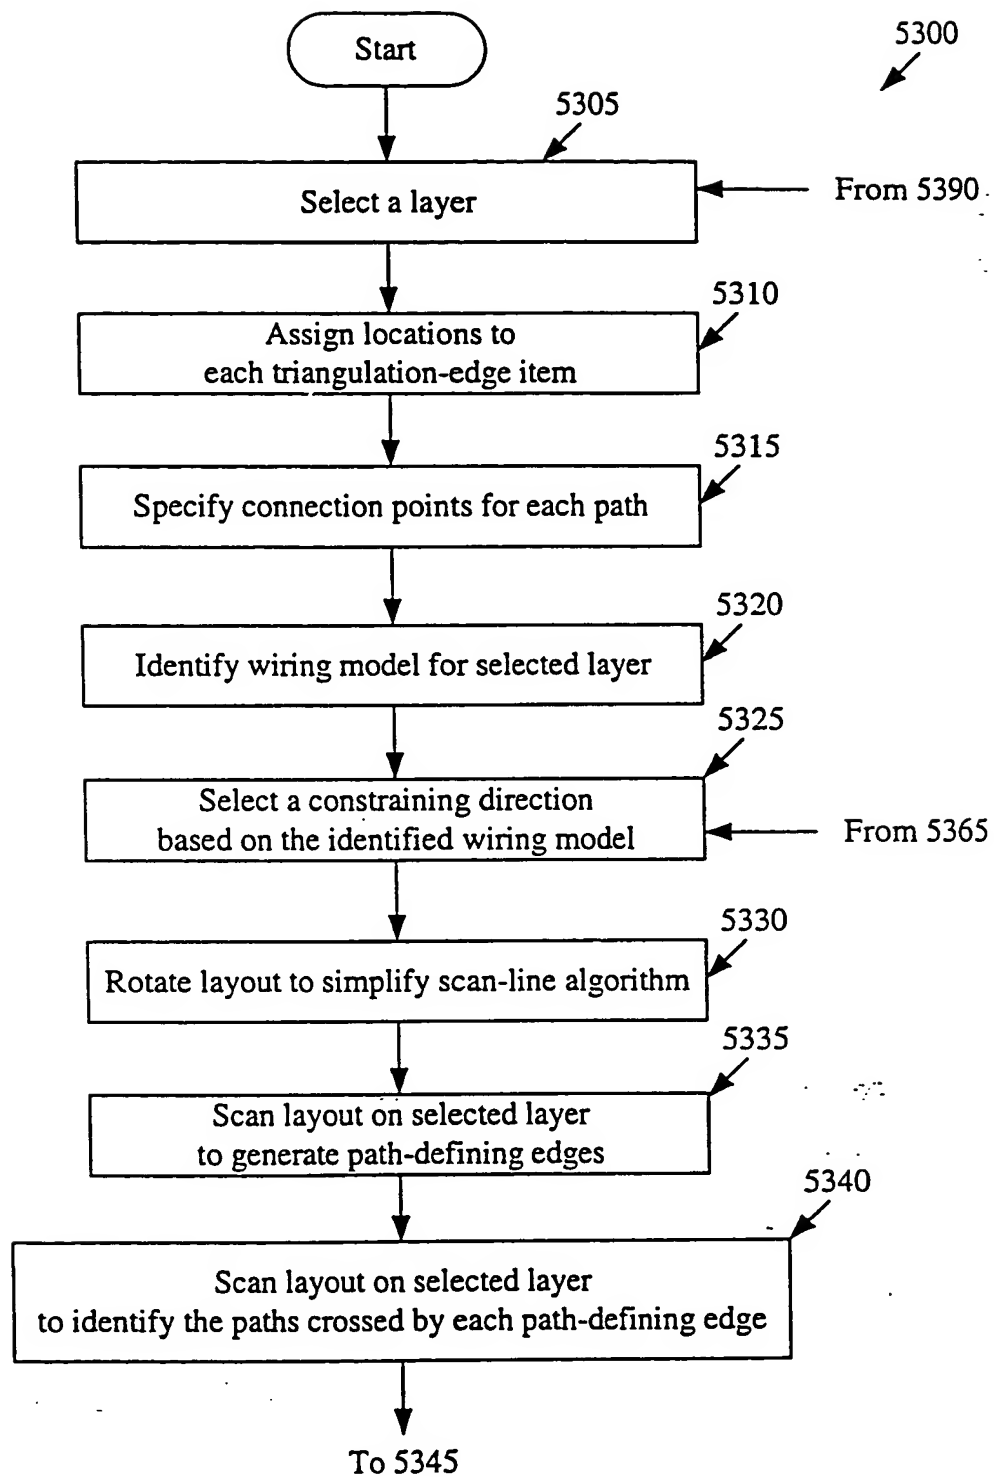 Start
5300
5305
Select a layer
From 5390
5310
Assign locations to
each triangulation-edge item
5315
Specify connection points for each path
5320
Identify wiring model for selected layer
5325
Select a constraining direction
based on the identified wiring model
From 5365
5330
Rotate layout to simplify scan-line algorithm
5335
Scan layout on selected layer
to generate path-defining edges
5340
Scan layout on selected layer
to identify the paths crossed by each path-defining edge
To 5345